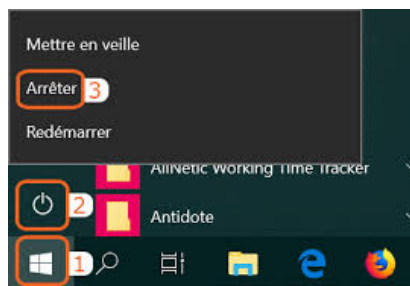 Mettre en veille
Arrêter 3
Redémarrer
AllNetic Working Time Tracker
2
Antidote
1